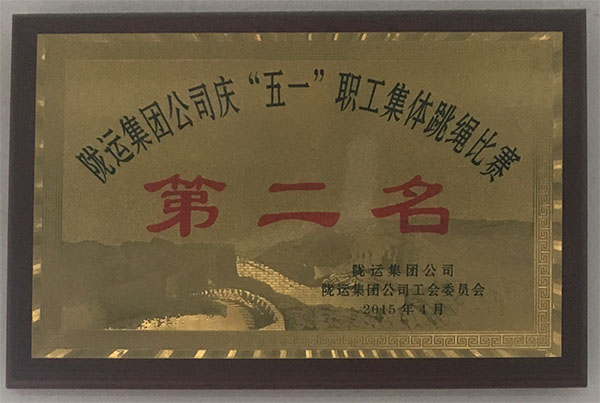 陇运集团公司庆“五一”职工集体跳绳比赛
第二名
陇运集团公司
陇运集团公司工会委员会
2015年4月